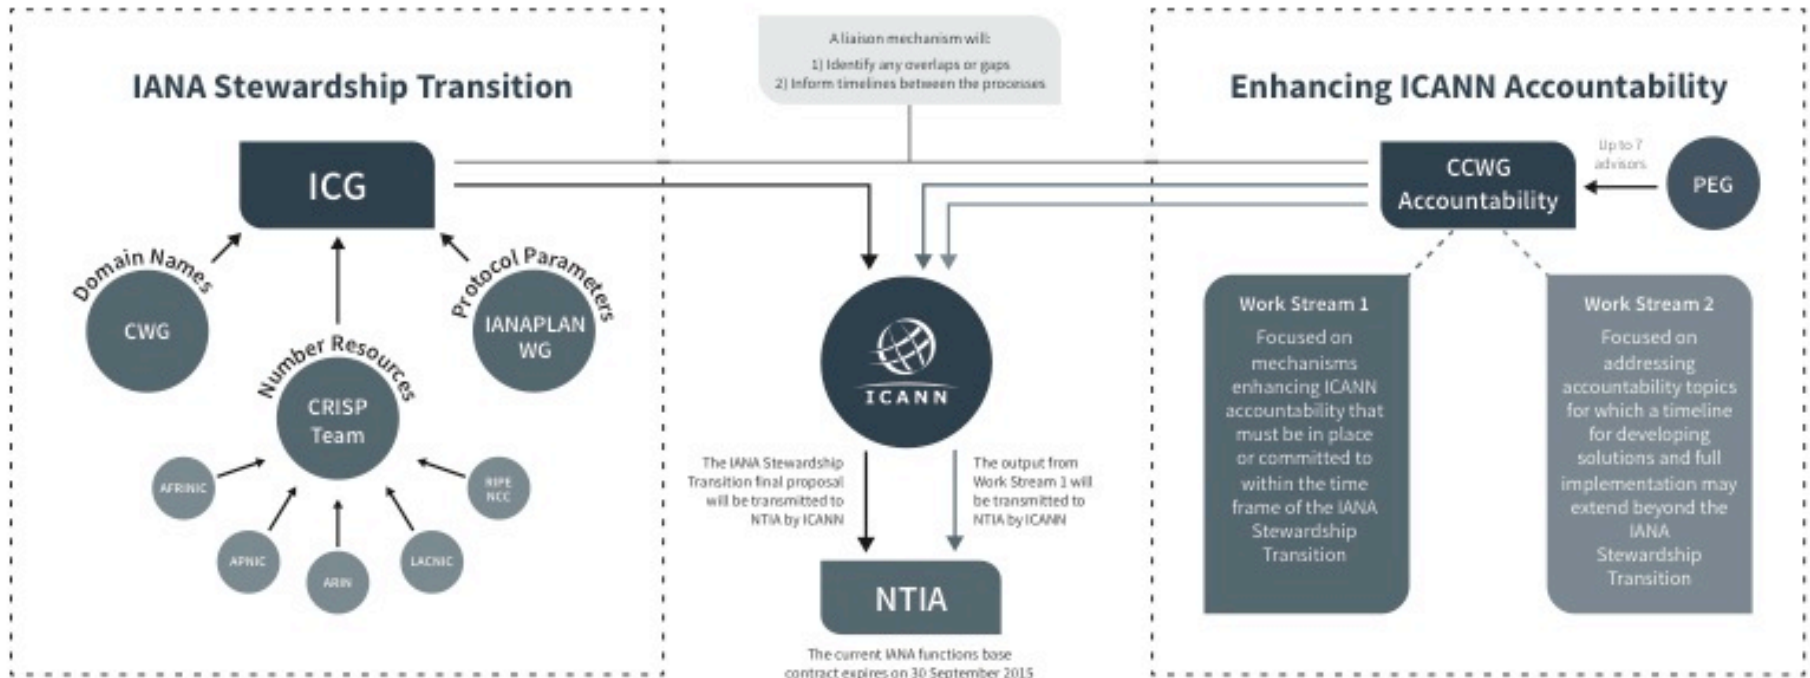 IANA Stewardship Transition
ICG
Domain Names
CWG
Protocol Parameters
IANAPLAN
WG
Number Resources
CRISP
Team
AFRINIC
APNIC
ARIN
LACNIC
RIPE
NCC
A liaison mechanism will:
1) Identify any overlaps or gaps
2) Inform timelines between the processes
ICANN
The IANA Stewardship
Transition final proposal
will be transmitted to
NTIA by ICANN
The output from
Work Stream 1 will
be transmitted to
NTIA by ICANN
NTIA
The current IANA functions base
contract expires on 30 September 2015
Enhancing ICANN Accountability
CCWG
Accountability
Up to 7
advisors
PEG
Work Stream 1
Focused on
mechanisms
enhancing ICANN
accountability that
must be in place
or committed to
within the time
frame of the IANA
Stewardship
Transition
Work Stream 2
Focused on
addressing
accountability topics
for which a timeline
for developing
solutions and full
implementation may
extend beyond the
IANA
Stewardship
Transition